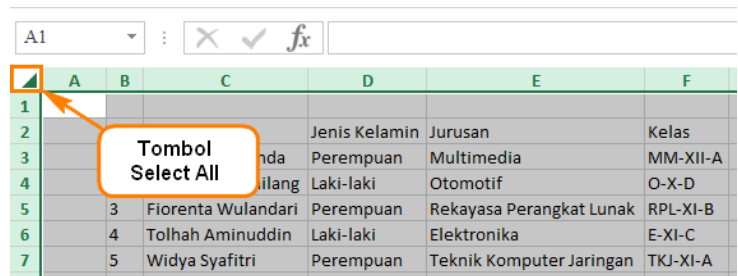 A1 fx
A B C D E F
1
2 Jenis Kelamin Jurusan Kelas
3 nda Perempuan Multimedia MM-XII-A
4 ilang Laki-laki Otomotif O-X-D
5 3 Fiorenta Wulandari Perempuan Rekayasa Perangkat Lunak RPL-XI-B
6 4 Tolhah Aminuddin Laki-laki Elektronika E-XI-C
7 5 Widya Syafitri Perempuan Teknik Komputer Jaringan TKJ-XI-A
Tombol
Select All